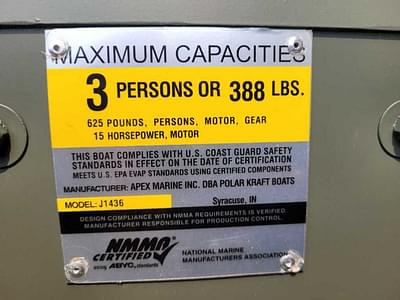 MAXIMUM CAPACITIES
3 PERSONS OR 388 LBS.
625 POUNDS, PERSONS, MOTOR, GEAR
15 HORSEPOWER, MOTOR
THIS BOAT COMPLIES WITH U.S. COAST GUARD SAFETY
STANDARDS IN EFFECT ON THE DATE OF CERTIFICATION
MEETS U.S. EPA EVAP STANDARDS USING CERTIFIED COMPONENTS
MANUFACTURER: APEX MARINE INC. DBA POLAR KRAFT BOATS
MODEL: J1436 Syracuse, IN
DESIGN COMPLIANCE WITH NMMA REQUIREMENTS IS VERIFIED.
MANUFACTURER RESPONSIBLE FOR PRODUCTION CONTROL.
NMMA
CERTIFIED
using ABYC standards
NATIONAL MARINE
MANUFACTURERS ASSOCIATION